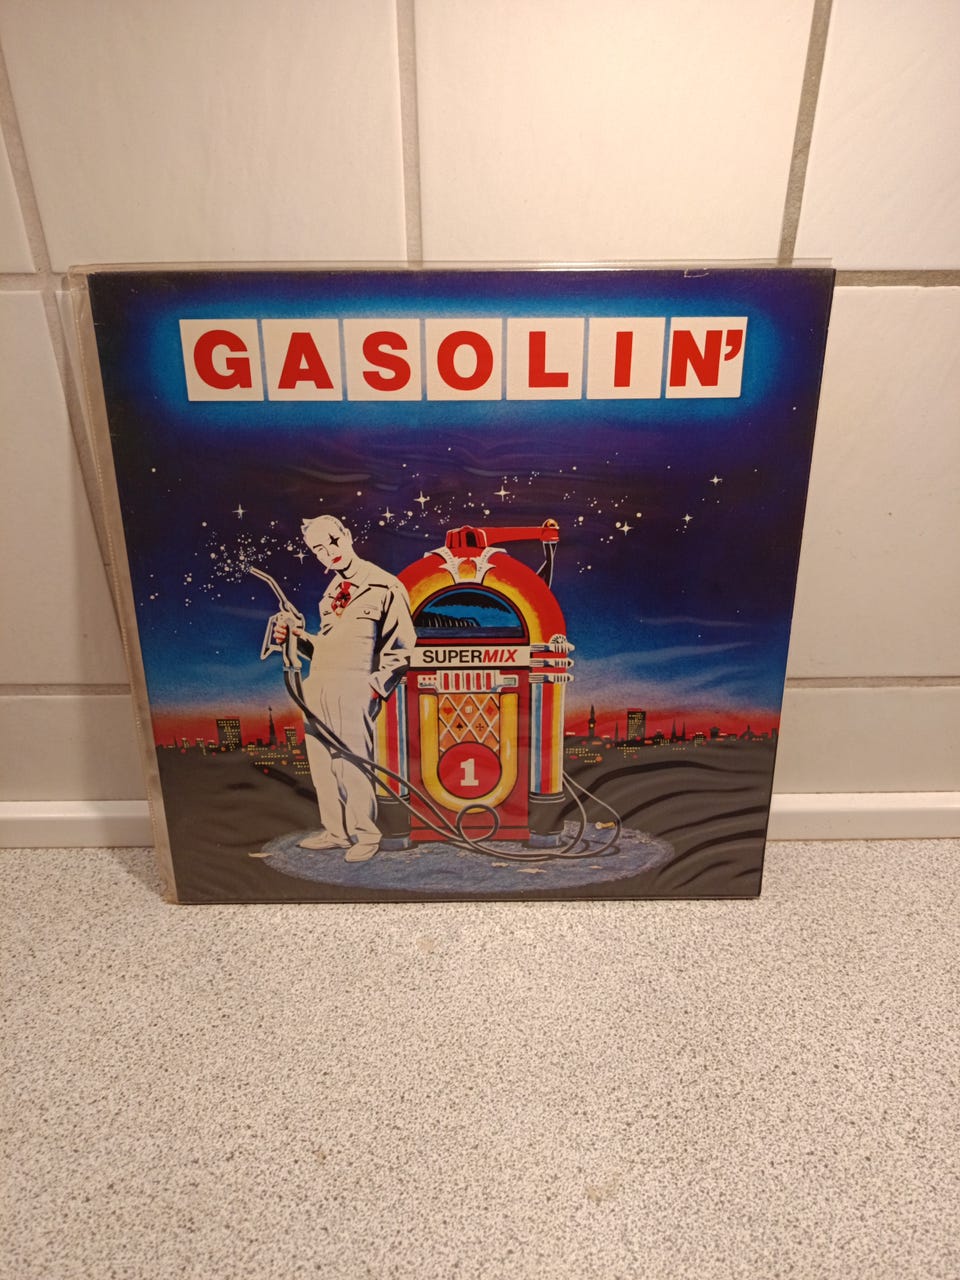 GASOLIN’
SUPERMIX
1